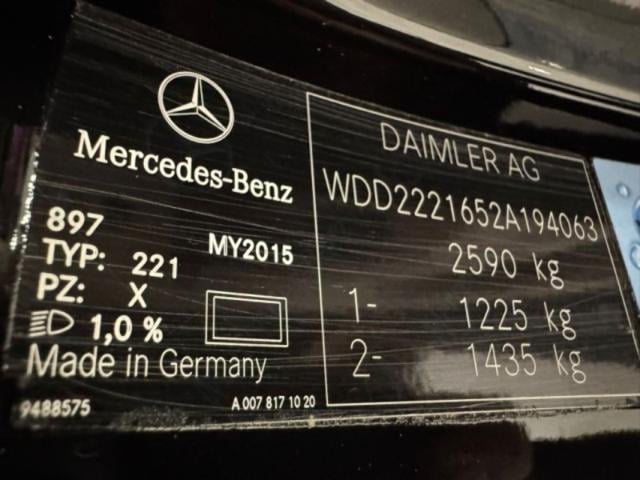 Mercedes-Benz
897
TYP: 221 MY2015
PZ: X
1,0 %
Made in Germany
9488575 A 007 817 10 20
DAIMLER AG
WDD2221652A194063
2590 kg
1- 1225 kg
2- 1435 kg